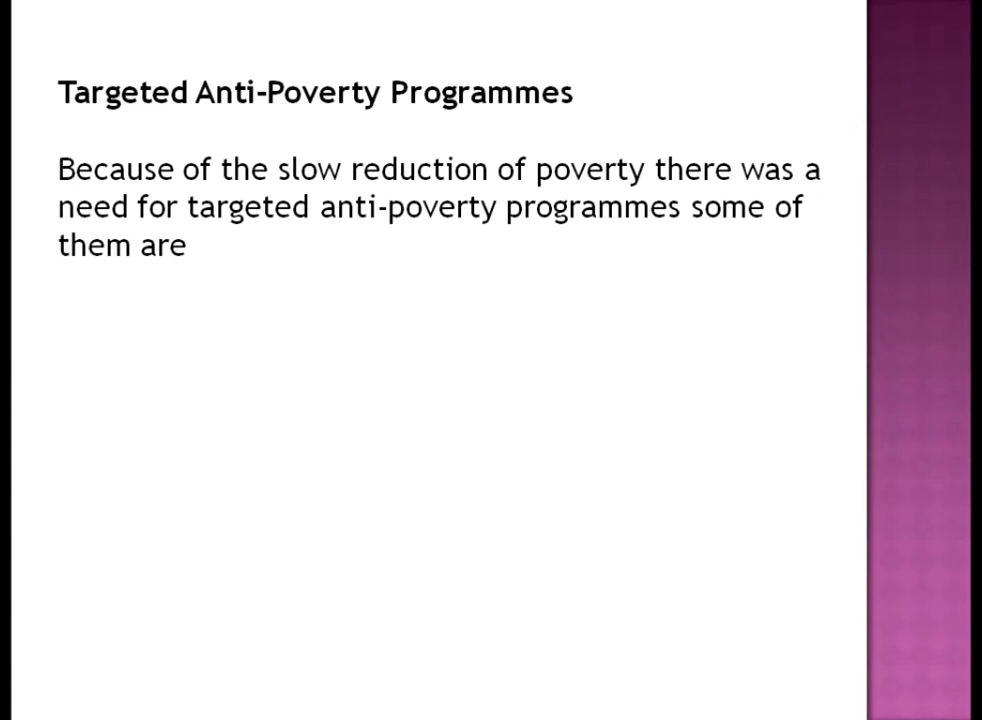 Targeted Anti-Poverty Programmes
Because of the slow reduction of poverty there was a
need for targeted anti-poverty programmes some of
them are